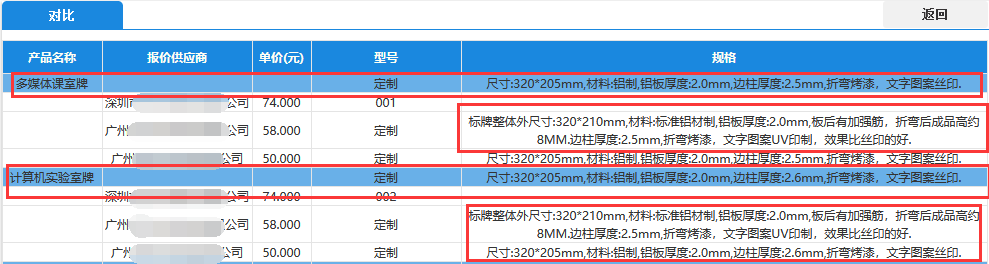 对比
返回
产品名称 报价供应商 单价(元) 型号 规格
多媒体课室牌 定制 尺寸:320*205mm,材料:铝制,铝板厚度:2.0mm,边柱厚度:2.5mm,折弯烤漆，文字图案丝印.
深圳 公司 74.000 001
广州 公司 58.000 定制 标牌整体外尺寸:320*210mm,材料:标准铝材制,铝板厚度:2.0mm,板后有加强筋，折弯后成品高约
8MM.边柱厚度:2.5mm,折弯烤漆，文字图案UV印制，效果比丝印的好.
广州 公司 50.000 定制 尺寸:320*205mm,材料:铝制,铝板厚度:2.0mm,边柱厚度:2.5mm,折弯烤漆，文字图案丝印.
计算机实验室牌 定制 尺寸:320*205mm,材料:铝制,铝板厚度:2.0mm,边柱厚度:2.6mm,折弯烤漆，文字图案丝印.
深圳 公司 74.000 002
广州 公司 58.000 定制 标牌整体外尺寸:320*210mm,材料:标准铝材制,铝板厚度:2.0mm,板后有加强筋，折弯后成品高约
8MM.边柱厚度:2.5mm,折弯烤漆，文字图案UV印制，效果比丝印的好.
广州 公司 50.000 定制 尺寸:320*205mm,材料:铝制,铝板厚度:2.0mm,边柱厚度:2.6mm,折弯烤漆，文字图案丝印.